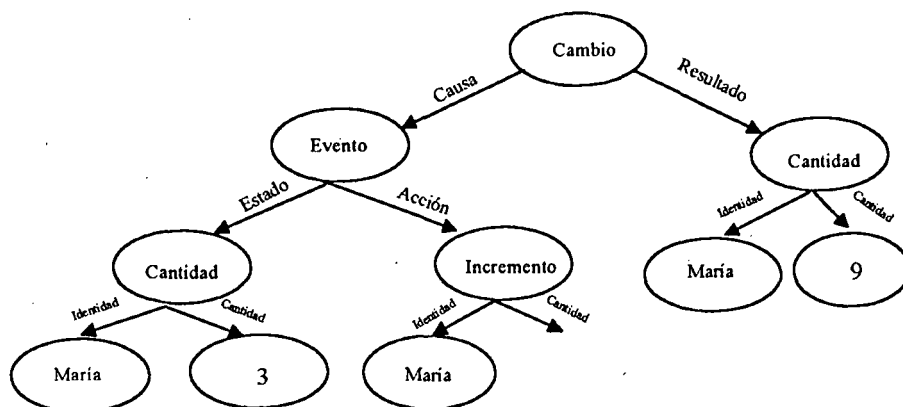 Cambio
Causa
Resultado
Evento
Cantidad
Estado
Acción
Identidad
Cantidad
Cantidad
Incremento
María
9
Identidad
Cantidad
Identidad
Cantidad
María
3
María